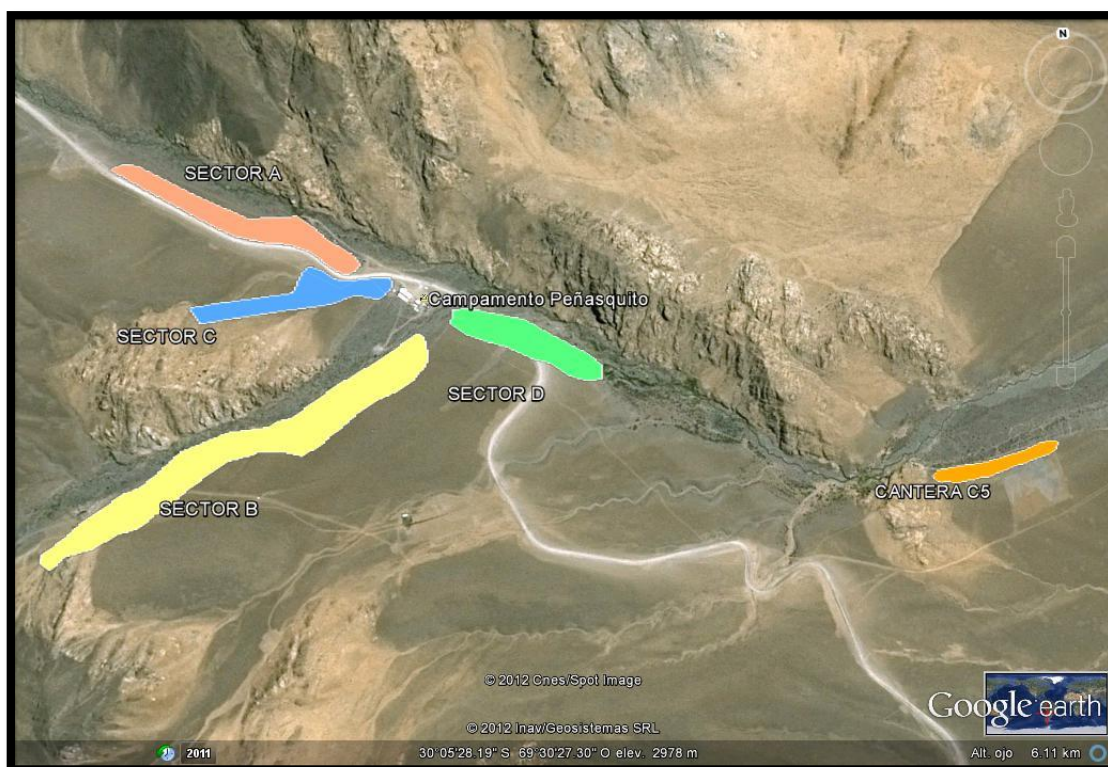 N
SECTOR A
Campamento Peñasquito
SECTOR C
SECTOR D
SECTOR B
CANTERA C5
© 2012 Cnes/Spot Image
Google earth
© 2012 Inav/Geosistemas SRL
2011
30°05'28.19" S 69°30'27.30" O elev. 2978 m
Alt. ojo 6.11 km